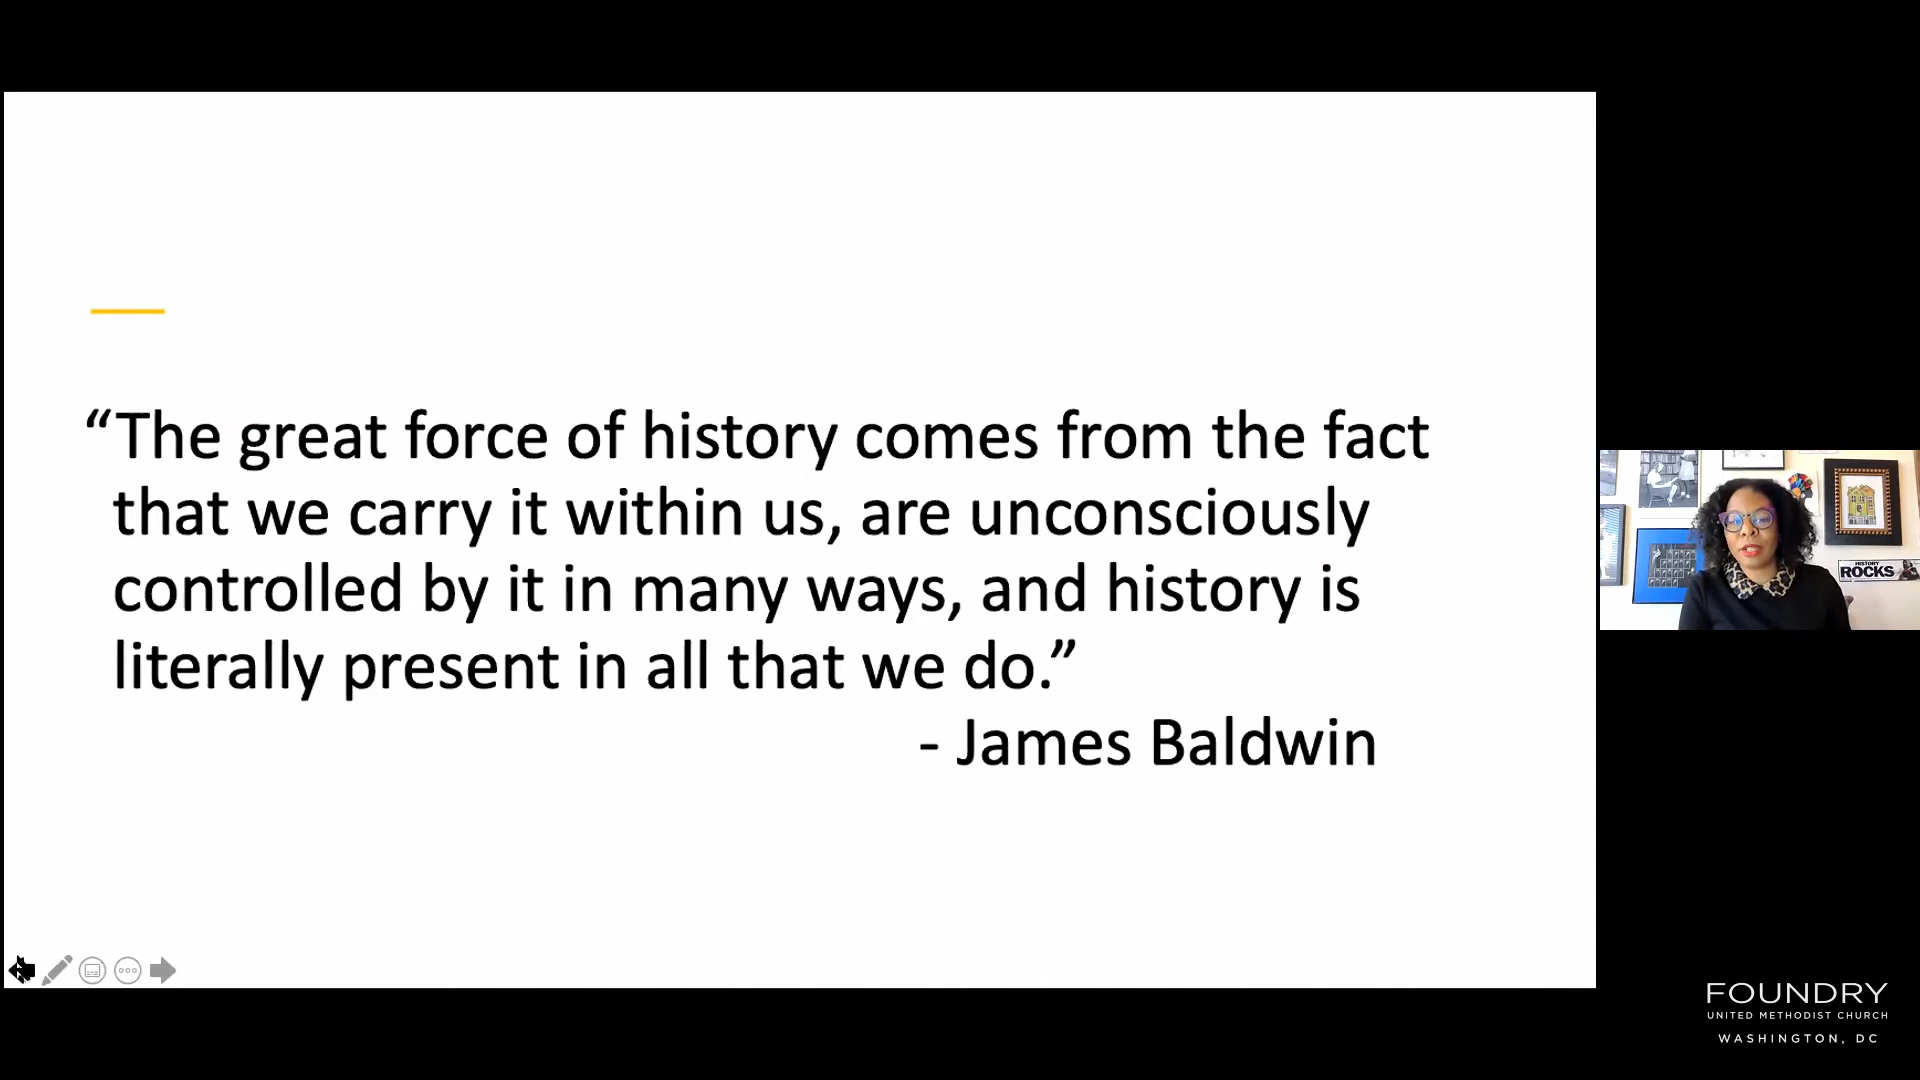 “The great force of history comes from the fact
that we carry it within us, are unconsciously
controlled by it in many ways, and history is
literally present in all that we do.”
- James Baldwin
HISTORY
ROCKS
FOUNDRY
UNITED METHODIST CHURCH
WASHINGTON, DC